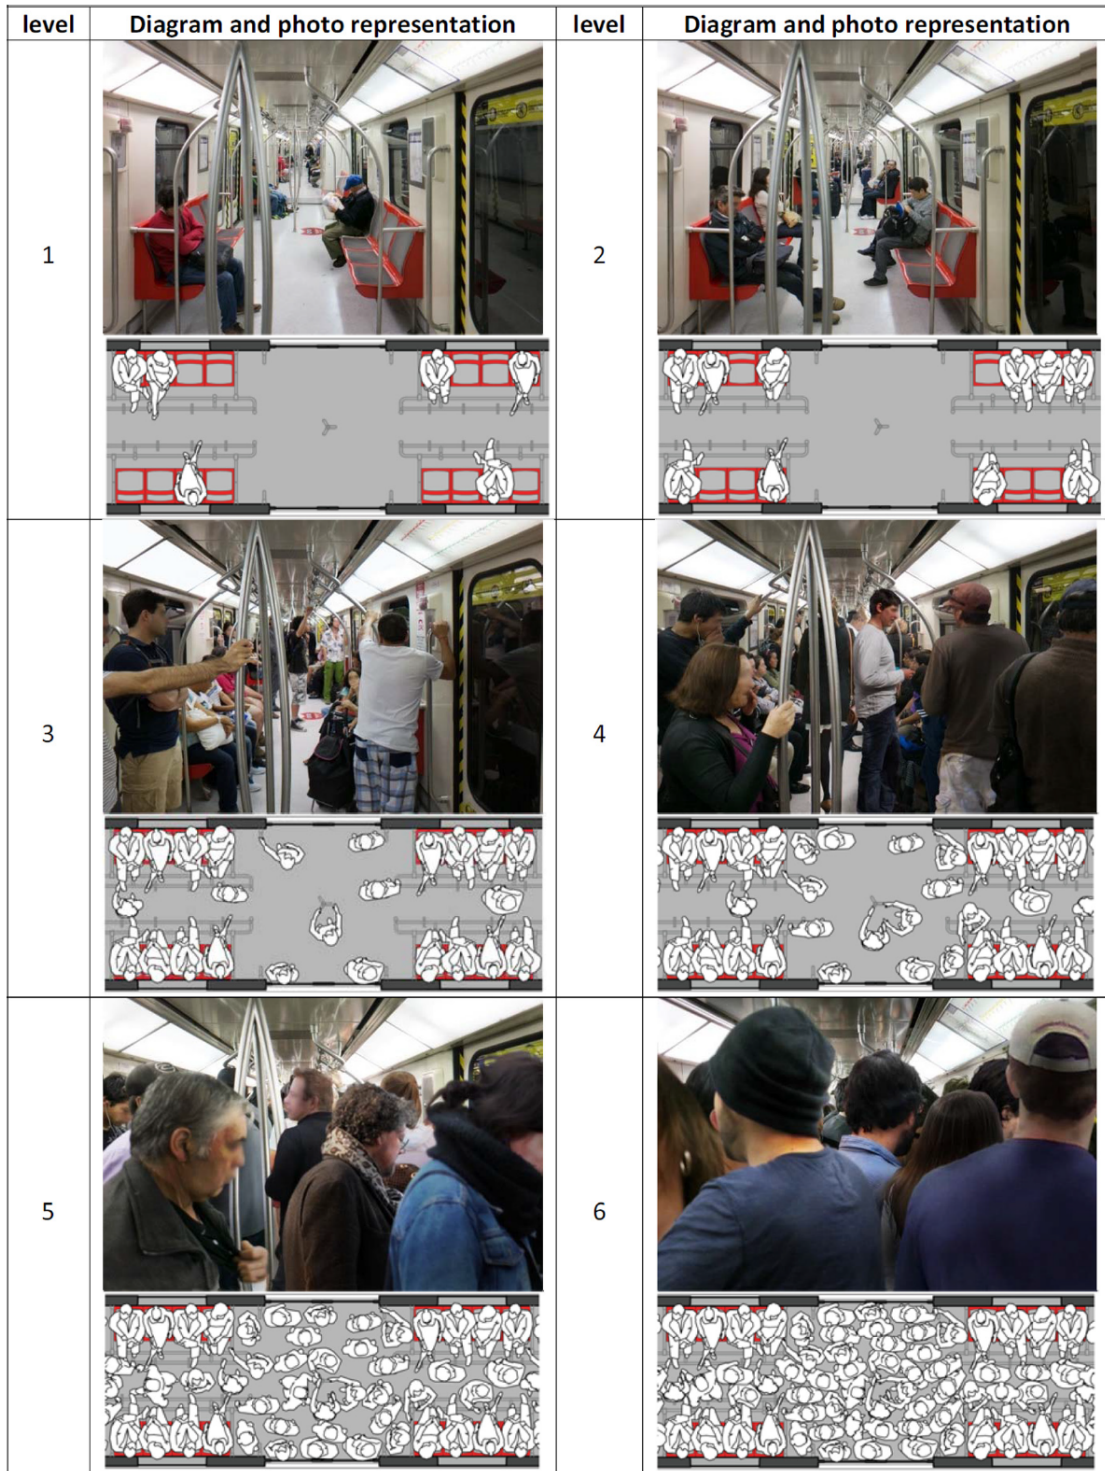 level Diagram and photo representation level Diagram and photo representation
1 2
3 4
5 6